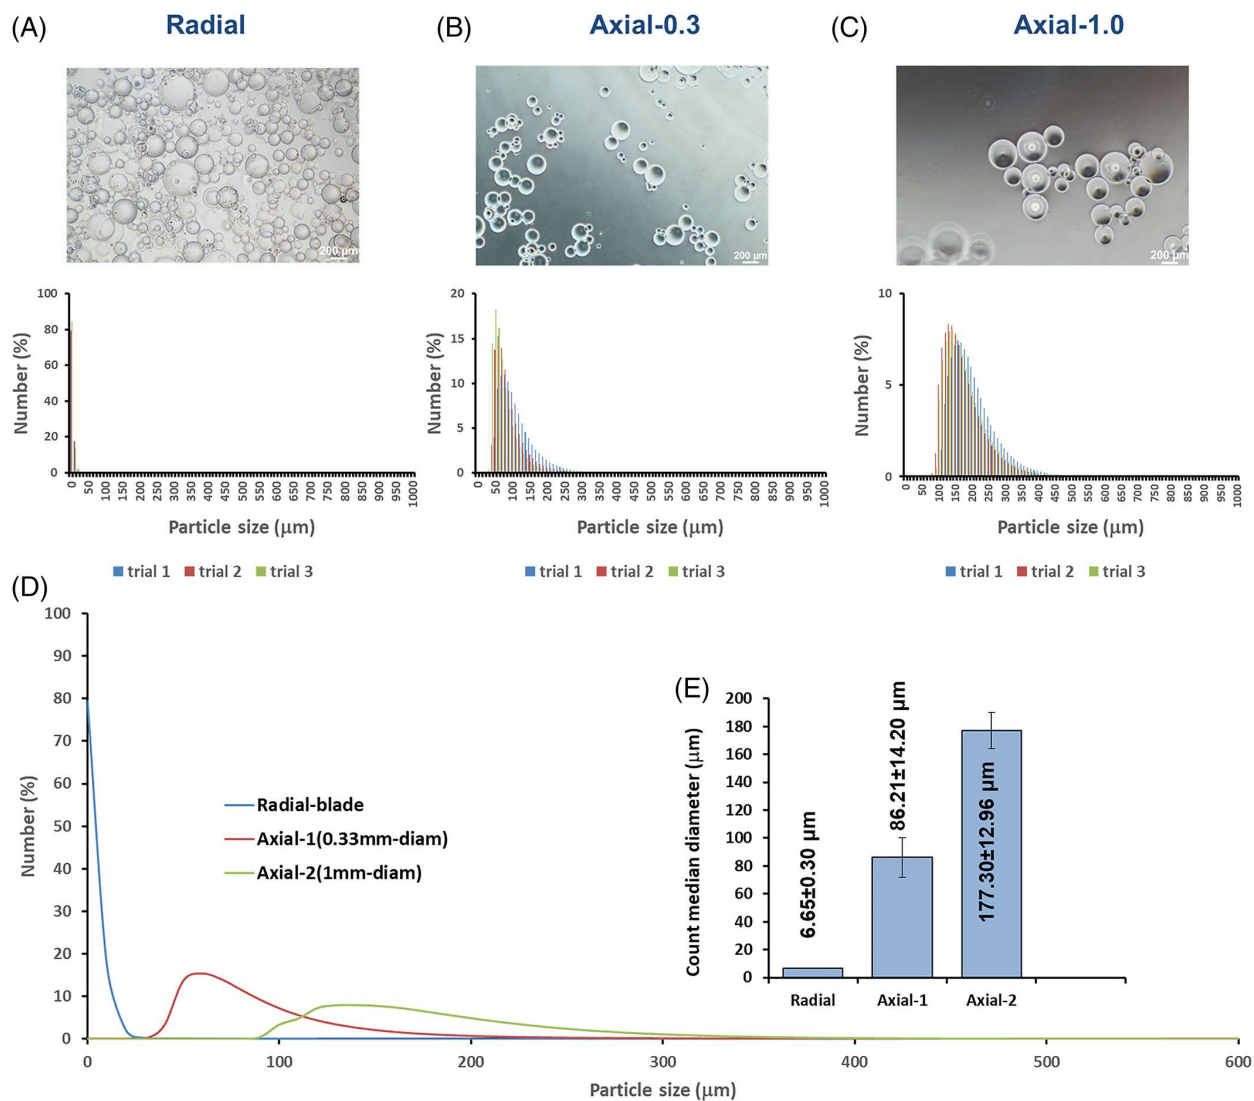 (A) Radial
(B) Axial-0.3
(C) Axial-1.0
200 µm
200 µm
200 µm
Number (%)
100
80
60
40
20
0
0 50 100 150 200 250 300 350 400 450 500 550 600 650 700 750 800 850 900 950 1000
Particle size (µm)
trial 1 trial 2 trial 3
Number (%)
20
15
10
5
0
0 50 100 150 200 250 300 350 400 450 500 550 600 650 700 750 800 850 900 950 1000
Particle size (µm)
trial 1 trial 2 trial 3
Number (%)
10
5
0
0 50 100 150 200 250 300 350 400 450 500 550 600 650 700 750 800 850 900 950 1000
Particle size (µm)
trial 1 trial 2 trial 3
(D)
Number (%)
100
90
80
70
60
50
40
30
20
10
0
0 100 200 300 400 500 600
Particle size (µm)
Radial-blade
Axial-1(0.33mm-diam)
Axial-2(1mm-diam)
(E)
Count median diameter (µm)
200
180
160
140
120
100
80
60
40
20
0
6.65±0.30 µm
86.21±14.20 µm
177.30±12.96 µm
Radial Axial-1 Axial-2